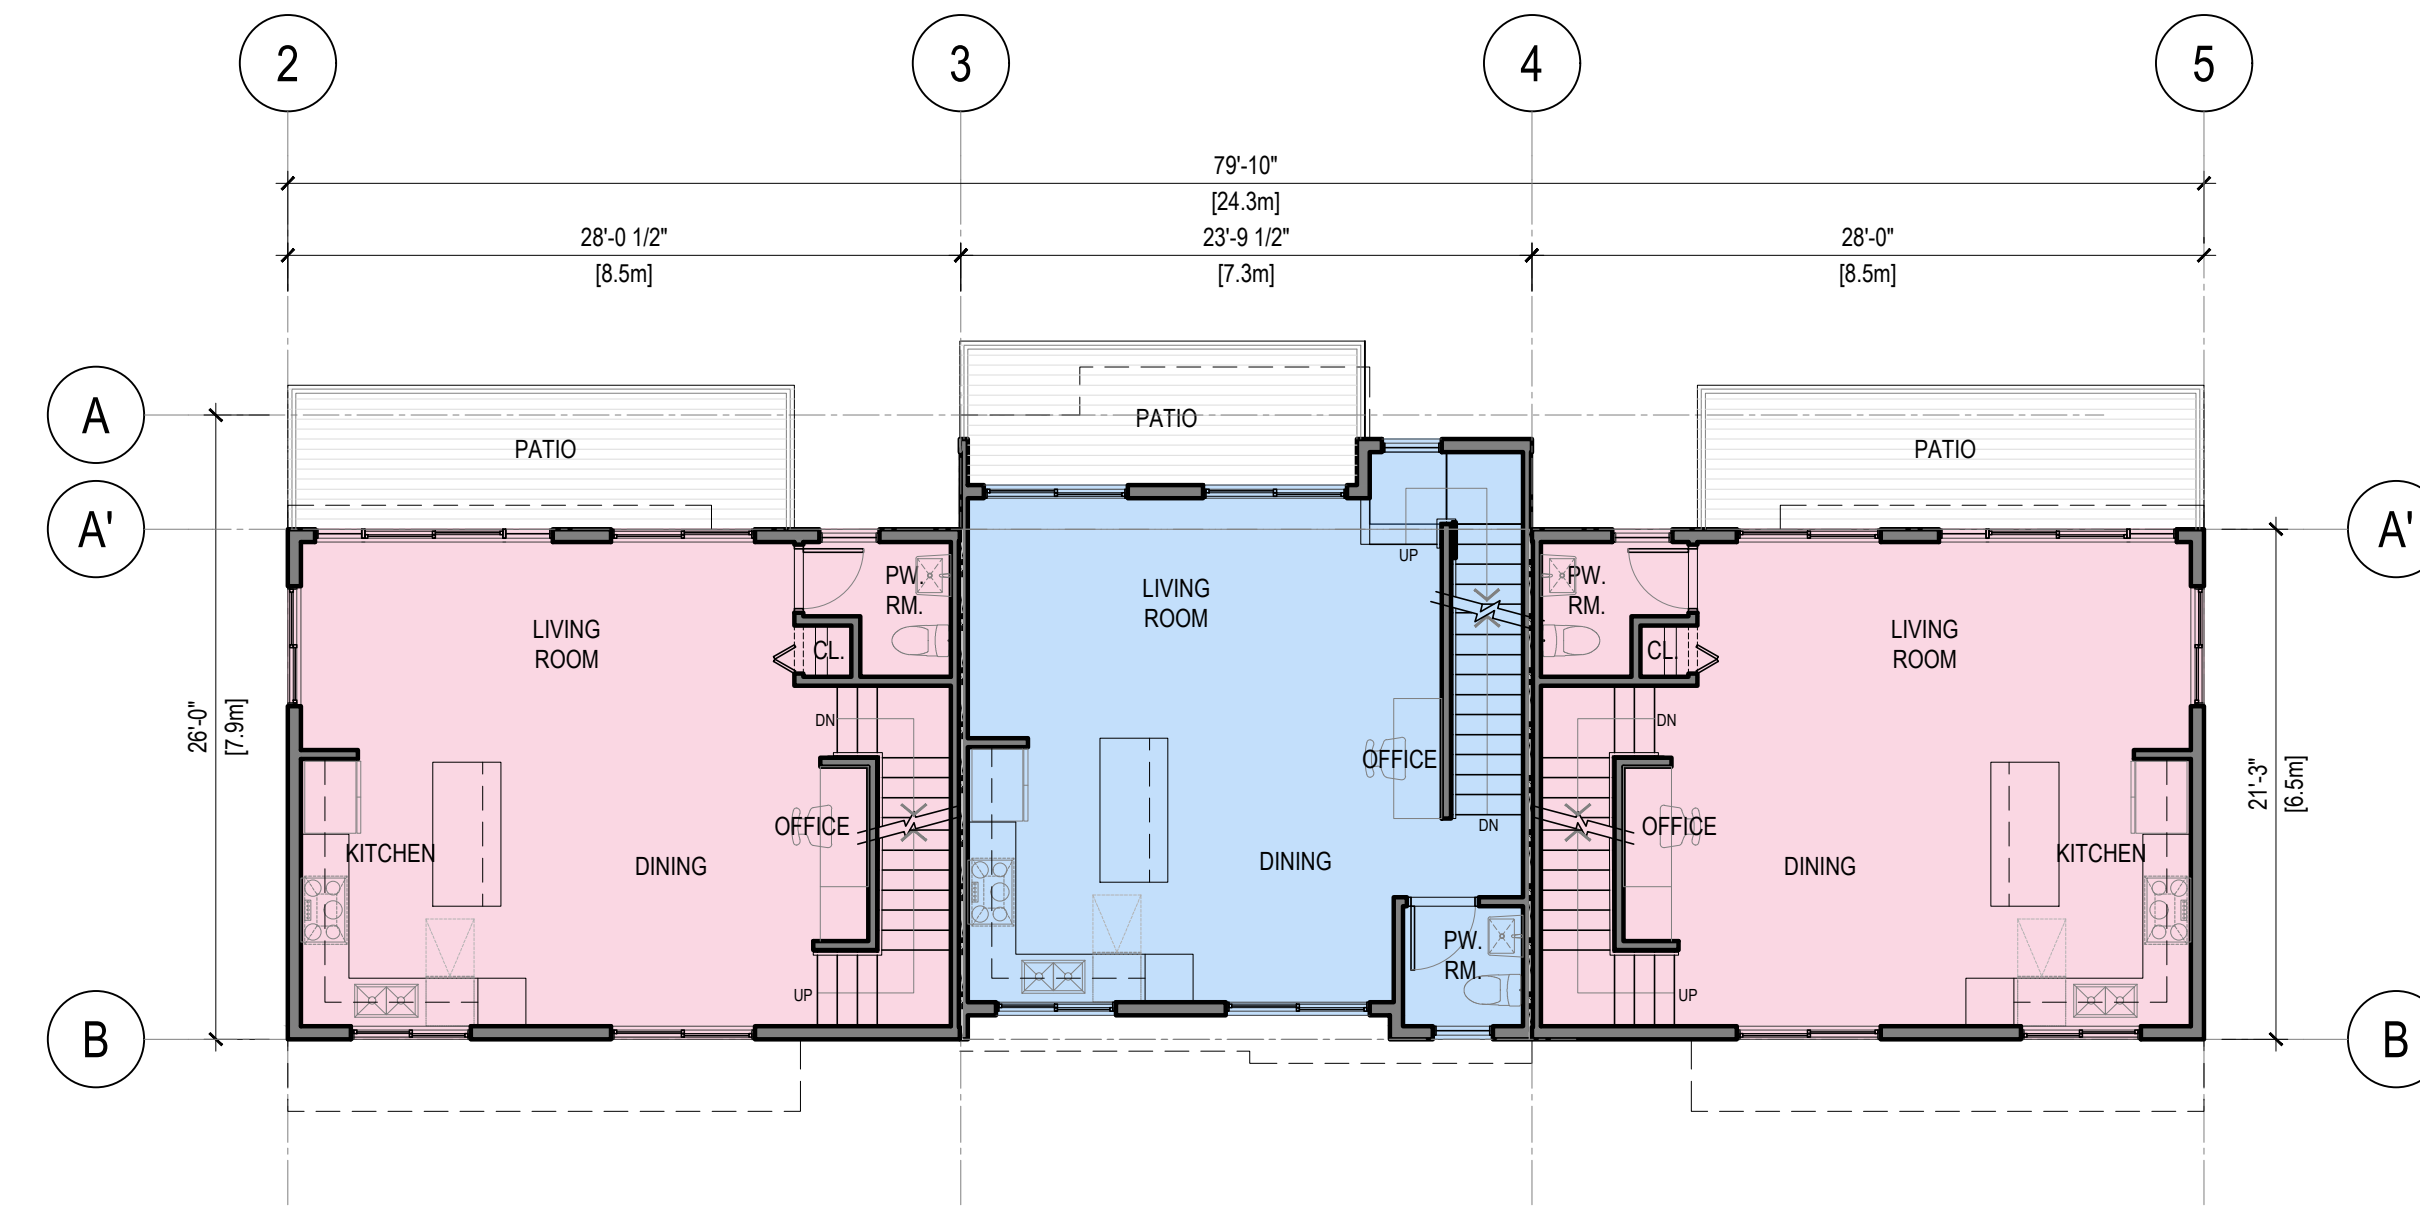 2
3
4
5
79'-10"
[24.3m]
28'-0 1/2"
23'-9 1/2"
28'-0"
[8.5m]
[7.3m]
[8.5m]
A
PATIO
PATIO
PATIO
A'
A'
UP
PW.
RM.
PW.
RM.
LIVING
ROOM
LIVING
ROOM
LIVING
ROOM
CL.
CL.
DN
DN
26'-0"
[7.9m]
OFFICE
21'-3"
[6.5m]
OFFICE
OFFICE
DN
KITCHEN
KITCHEN
DINING
DINING
DINING
PW.
RM.
UP
UP
B
B